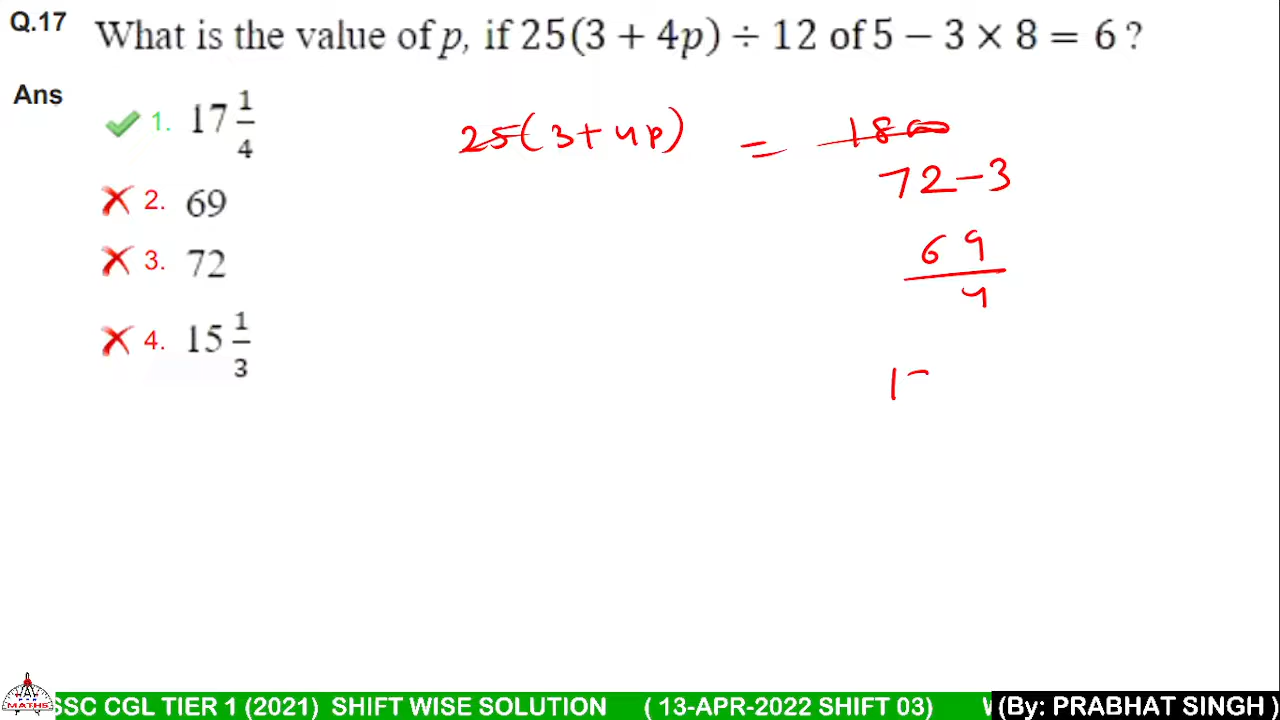 Q.17 What is the value of p, if 25(3 + 4p) ÷ 12 of 5 − 3 × 8 = 6 ?
Ans
1. 17 1/4
2. 69
3. 72
4. 15 1/3
25(3+4p) = 180
72-3
69/4
MATHS
SSC CGL TIER 1 (2021) SHIFT WISE SOLUTION ( 13-APR-2022 SHIFT 03) (By: PRABHAT SINGH )